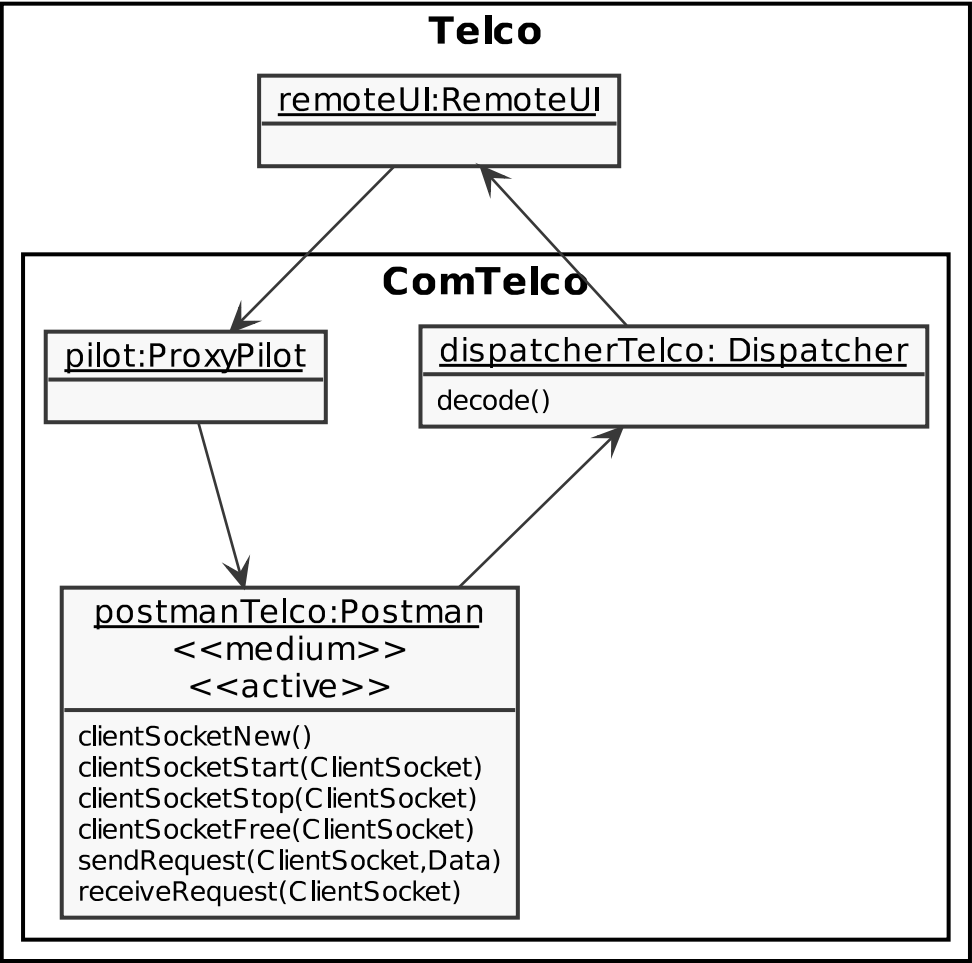 Telco
remoteUI:RemoteUI
ComTelco
pilot:ProxyPilot
dispatcherTelco: Dispatcher
decode()
postmanTelco:Postman
<<medium>>
<<active>>
clientSocketNew()
clientSocketStart(ClientSocket)
clientSocketStop(ClientSocket)
clientSocketFree(ClientSocket)
sendRequest(ClientSocket,Data)
receiveRequest(ClientSocket)